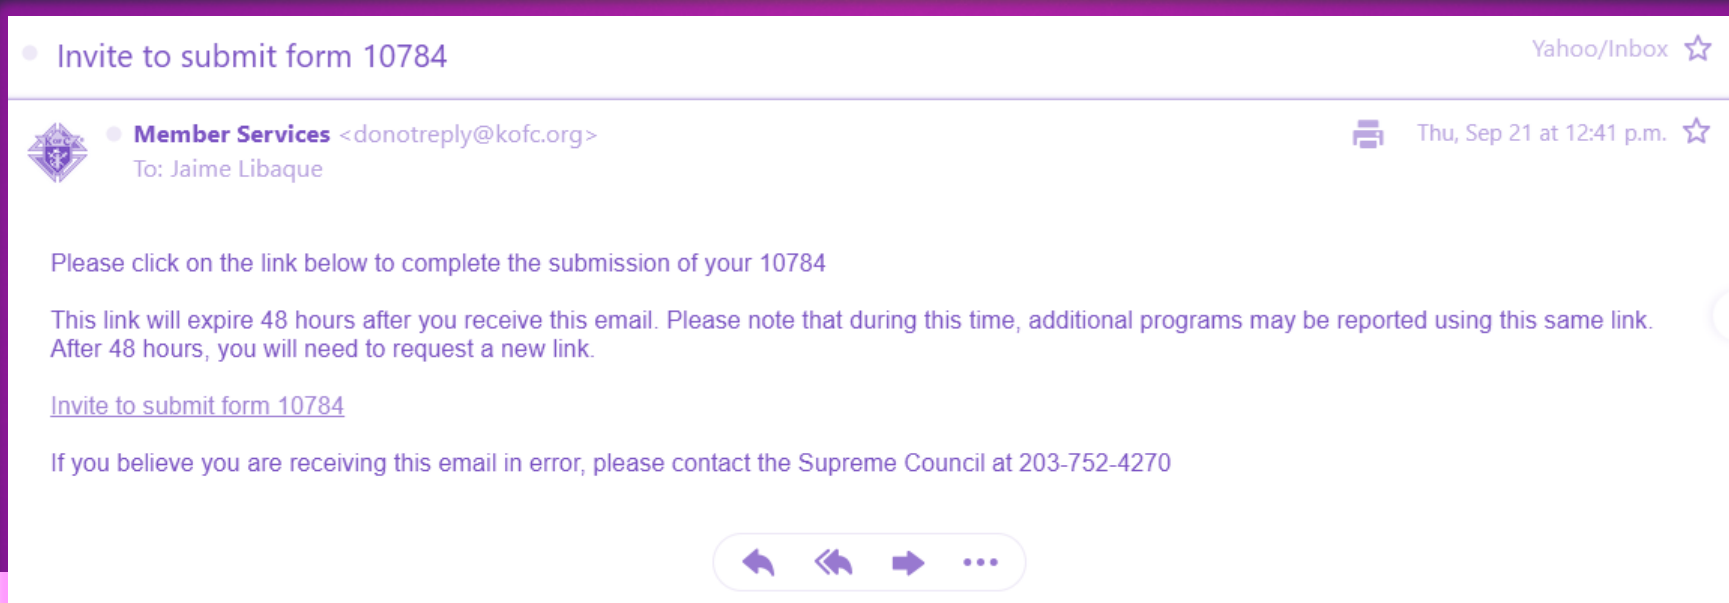 Invite to submit form 10784
Yahoo/Inbox
Member Services <donotreply@kofc.org>
Thu, Sep 21 at 12:41 p.m.
To: Jaime Libaque
Please click on the link below to complete the submission of your 10784
This link will expire 48 hours after you receive this email. Please note that during this time, additional programs may be reported using this same link.
After 48 hours, you will need to request a new link.
Invite to submit form 10784
If you believe you are receiving this email in error, please contact the Supreme Council at 203-752-4270